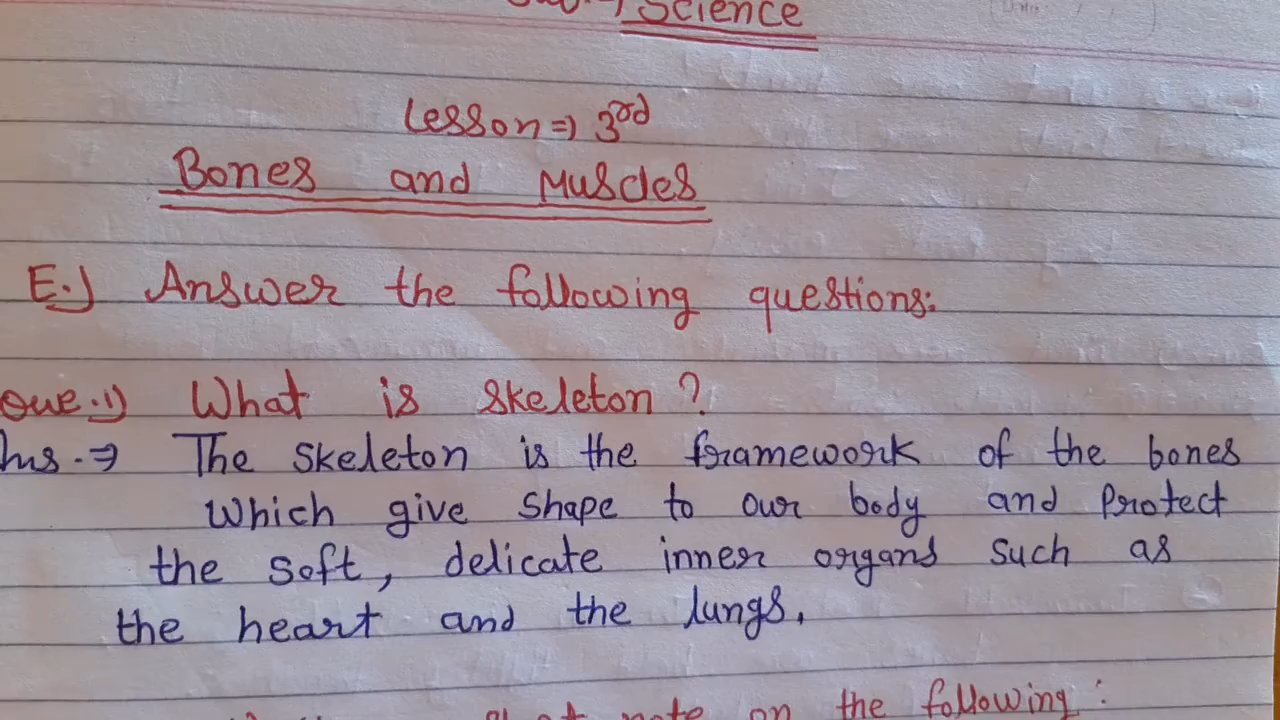 Science
Lesson => 3rd
Bones and Muscles
E.) Answer the following questions:
Que.1) What is skeleton?
Ans.=> The skeleton is the framework of the bones
which give shape to our body and protect
the soft, delicate inner organs such as
the heart and the lungs.
note on the following: